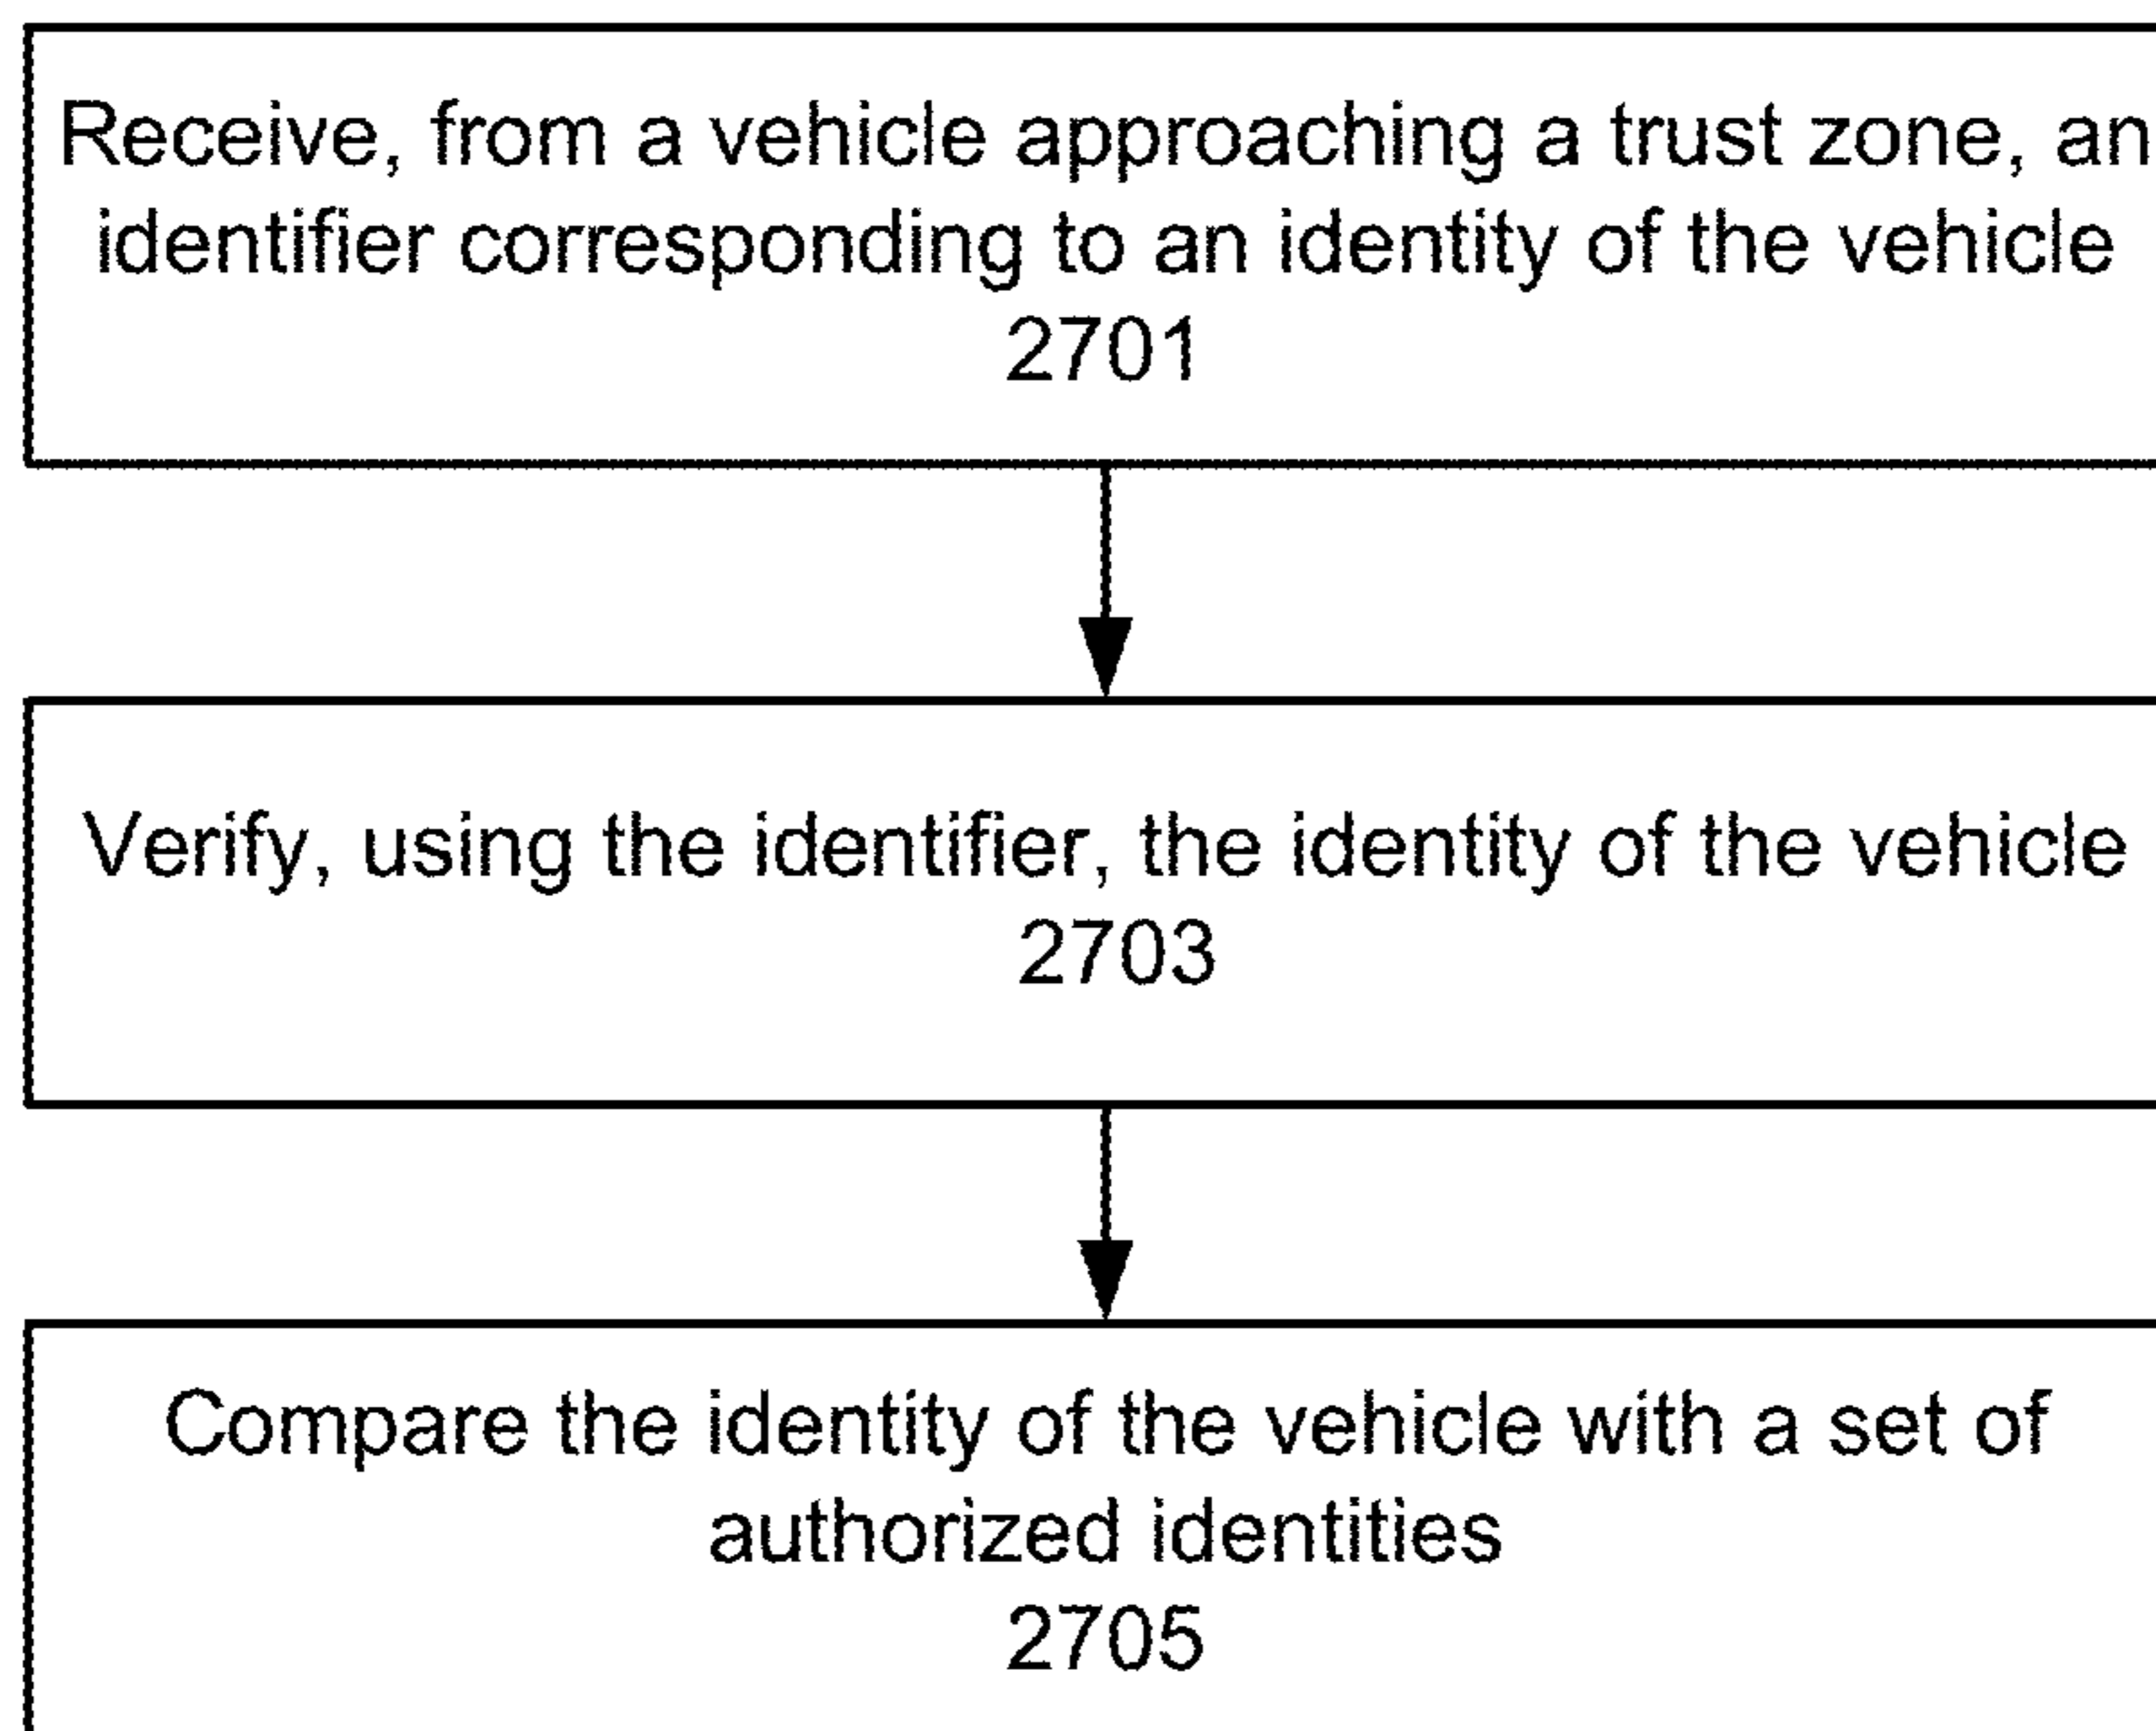 Receive, from a vehicle approaching a trust zone, an
identifier corresponding to an identity of the vehicle
2701
Verify, using the identifier, the identity of the vehicle
2703
Compare the identity of the vehicle with a set of
authorized identities
2705